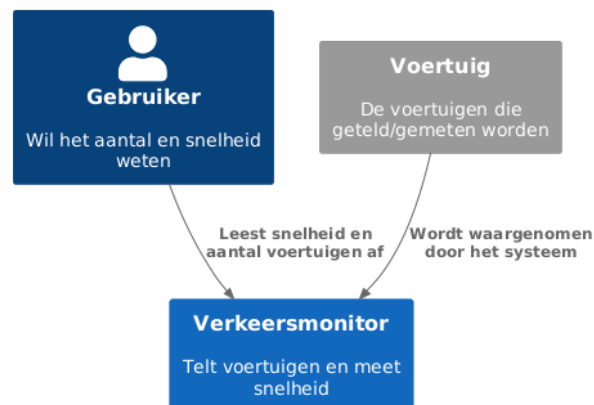 Gebruiker
Wil het aantal en snelheid
weten
Voertuig
De voertuigen die
geteld/gemeten worden
Leest snelheid en
aantal voertuigen af
Wordt waargenomen
door het systeem
Verkeersmonitor
Telt voertuigen en meet
snelheid